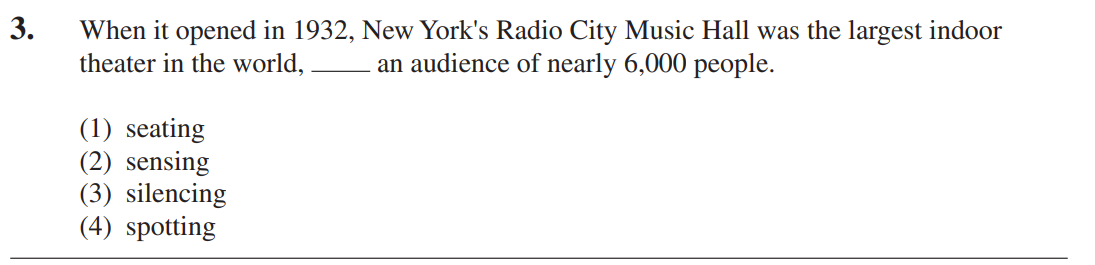 3. When it opened in 1932, New York's Radio City Music Hall was the largest indoor
theater in the world, ____ an audience of nearly 6,000 people.
(1) seating
(2) sensing
(3) silencing
(4) spotting